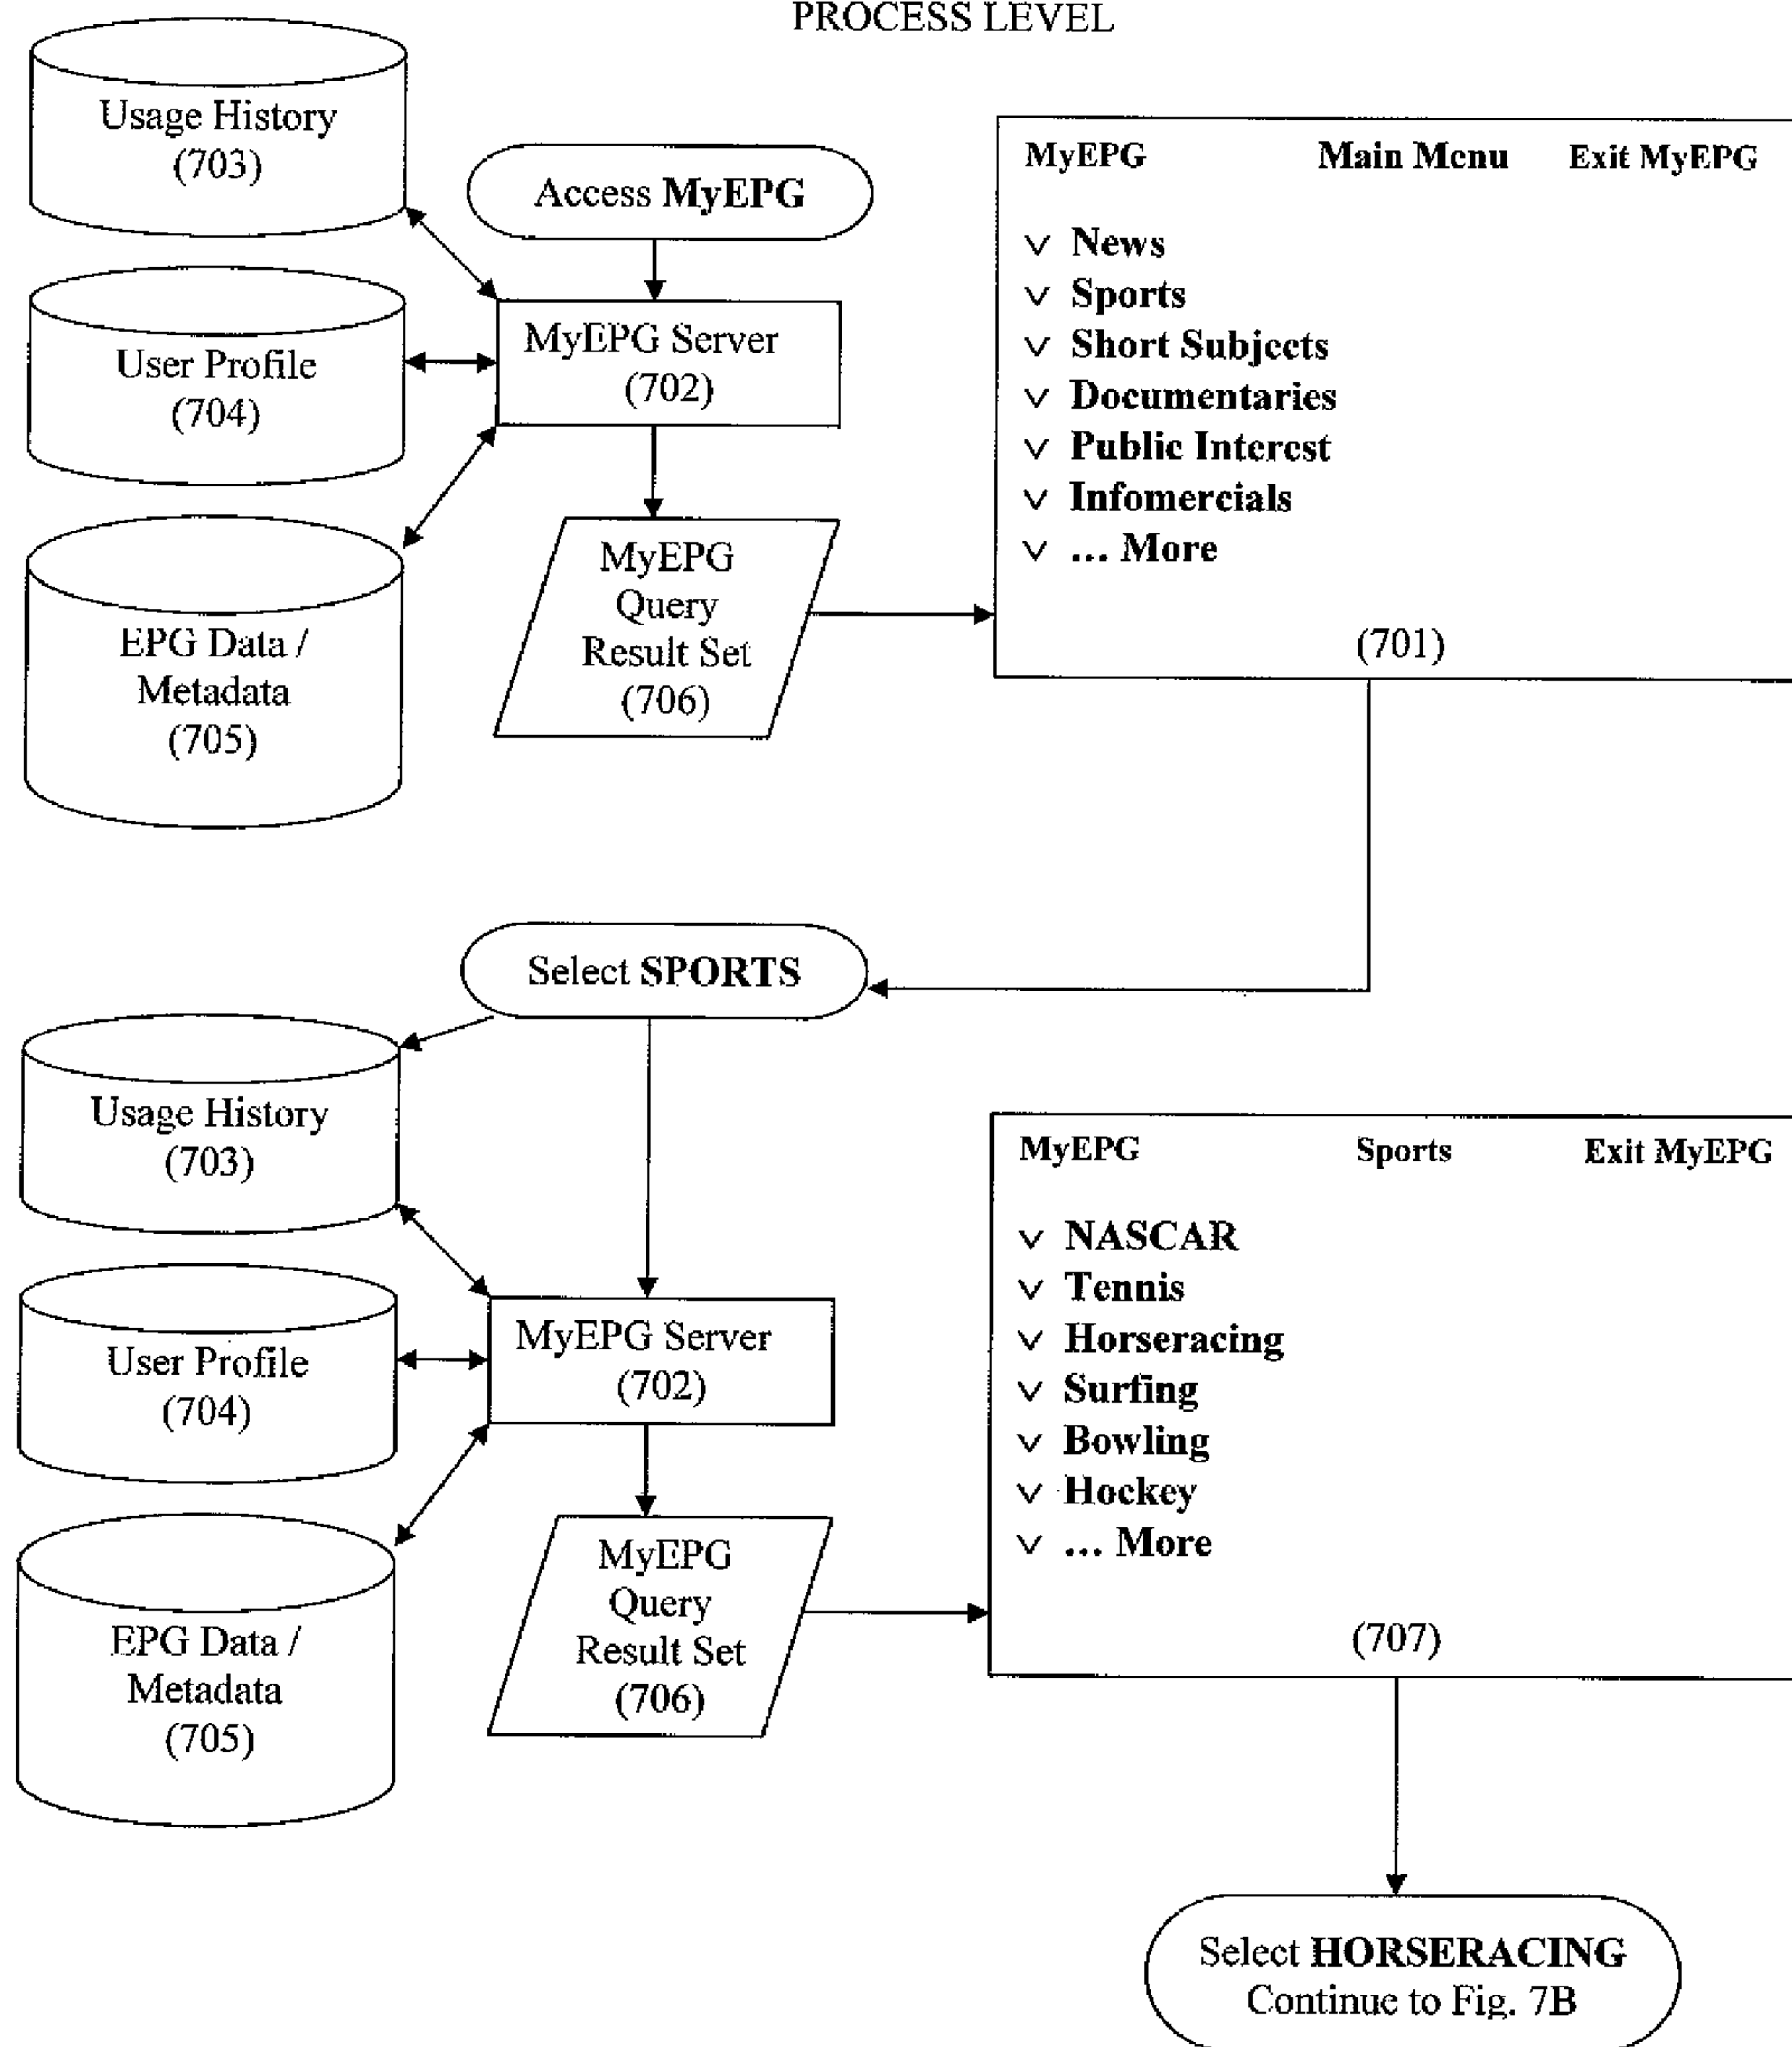 PROCESS LEVEL
Usage History
(703)
Access MyEPG
User Profile
(704)
MyEPG Server
(702)
EPG Data /
Metadata
(705)
MyEPG
Query
Result Set
(706)
MyEPG Main Menu Exit MyEPG
v News
v Sports
v Short Subjects
v Documentaries
v Public Interest
v Infomercials
v ... More
(701)
Select SPORTS
Usage History
(703)
User Profile
(704)
MyEPG Server
(702)
EPG Data /
Metadata
(705)
MyEPG
Query
Result Set
(706)
MyEPG Sports Exit MyEPG
v NASCAR
v Tennis
v Horseracing
v Surfing
v Bowling
v Hockey
v ... More
(707)
Select HORSERACING
Continue to Fig. 7B